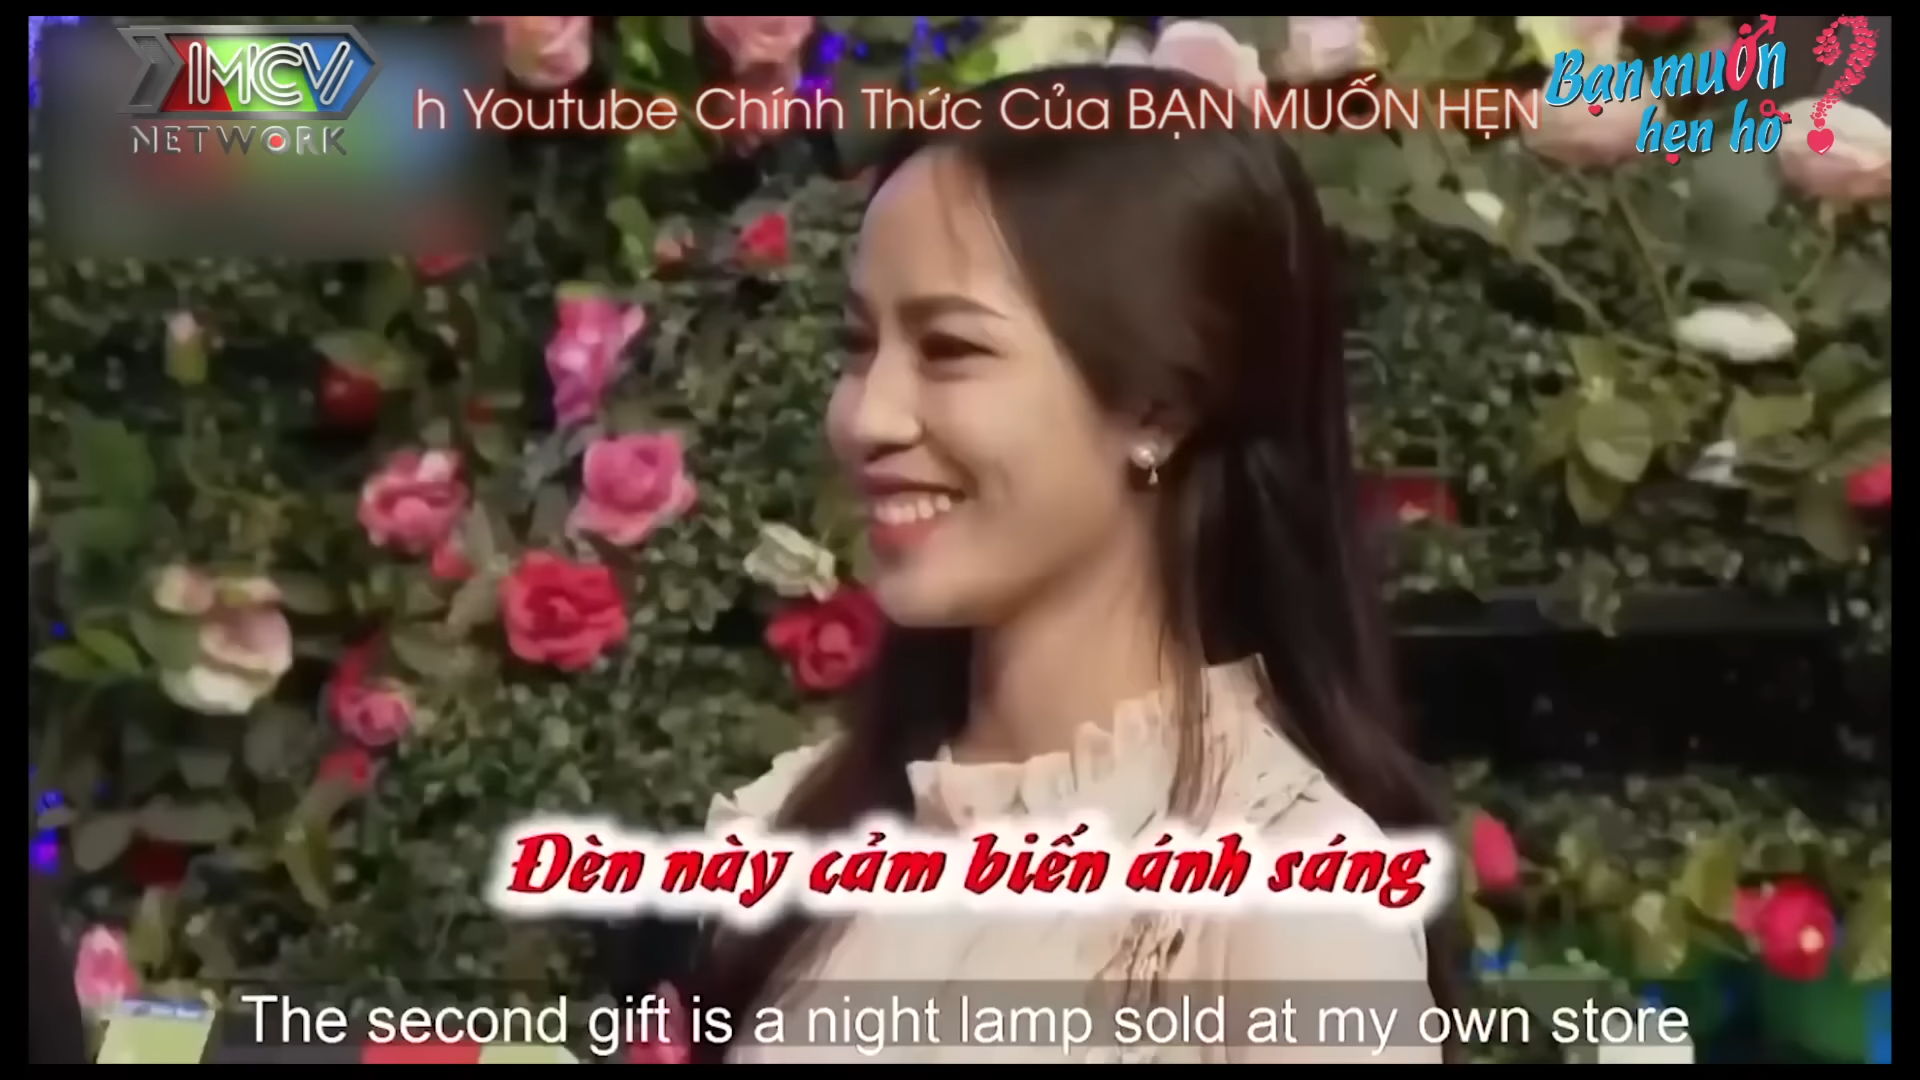 MCV
NETWORK
h Youtube Chính Thức Của BẠN MUỐN HẸN
Bạn muốn
hẹn hò
Đèn này cảm biến ánh sáng
The second gift is a night lamp sold at my own store